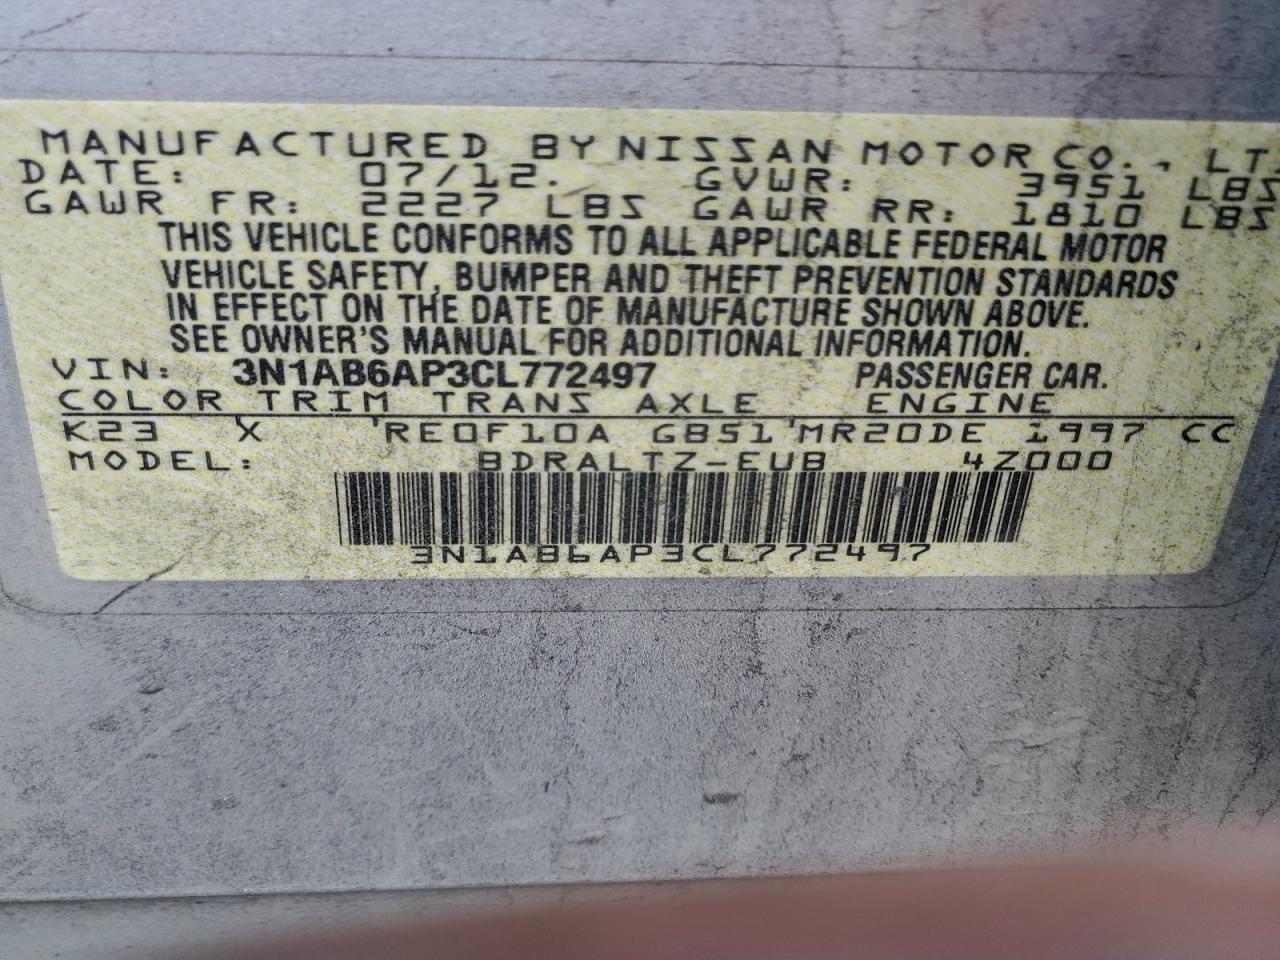 MANUFACTURED BY NISSAN MOTOR CO.,
DATE: 07/12. GVWR: 3951 LBS
GAWR FR: 2227 LBS GAWR RR: 1810 LBS
THIS VEHICLE CONFORMS TO ALL APPLICABLE FEDERAL MOTOR
VEHICLE SAFETY, BUMPER AND THEFT PREVENTION STANDARDS
IN EFFECT ON THE DATE OF MANUFACTURE SHOWN ABOVE.
SEE OWNER'S MANUAL FOR ADDITIONAL INFORMATION.
VIN: 3N1AB6AP3CL772497 PASSENGER CAR.
COLOR TRIM TRANS AXLE ENGINE
K23 X 'RE0F10A GB51'MR20DE 1997 CC
MODEL: BDRALTZ-EUB 4Z000
3N1AB6AP3CL772497